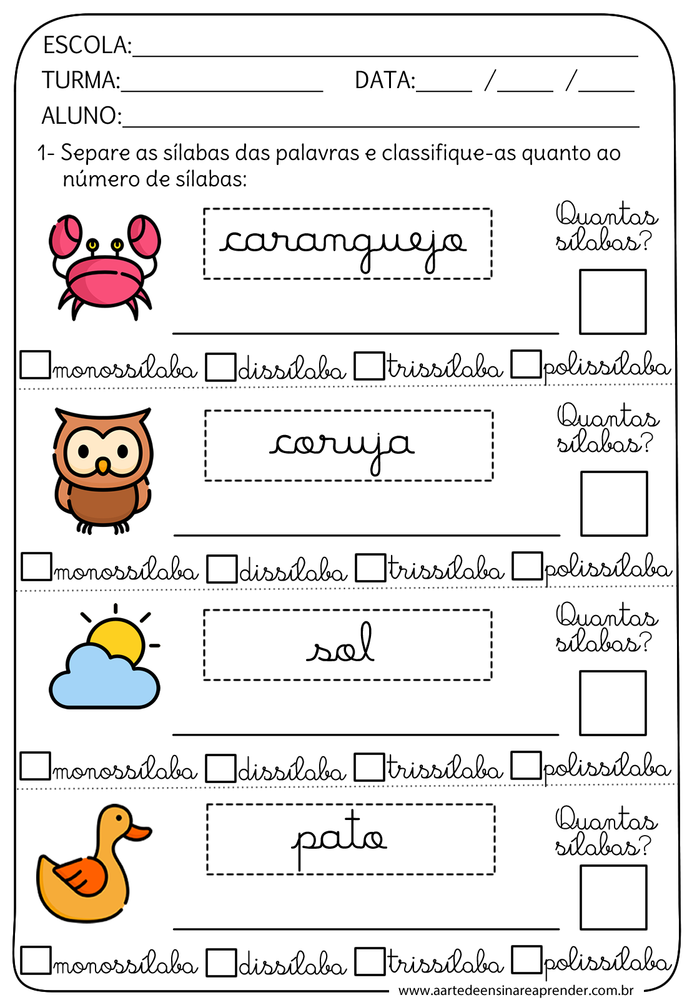 ESCOLA:
TURMA: DATA: / /
ALUNO:
1- Separe as sílabas das palavras e classifique-as quanto ao
número de sílabas:
caranguejo
Quantas
sílabas?
monossílaba dissílaba trissílaba polissílaba
coruja
Quantas
sílabas?
monossílaba dissílaba trissílaba polissílaba
sol
Quantas
sílabas?
monossílaba dissílaba trissílaba polissílaba
pato
Quantas
sílabas?
monossílaba dissílaba trissílaba polissílaba
www.aartedeensinareaprender.com.br